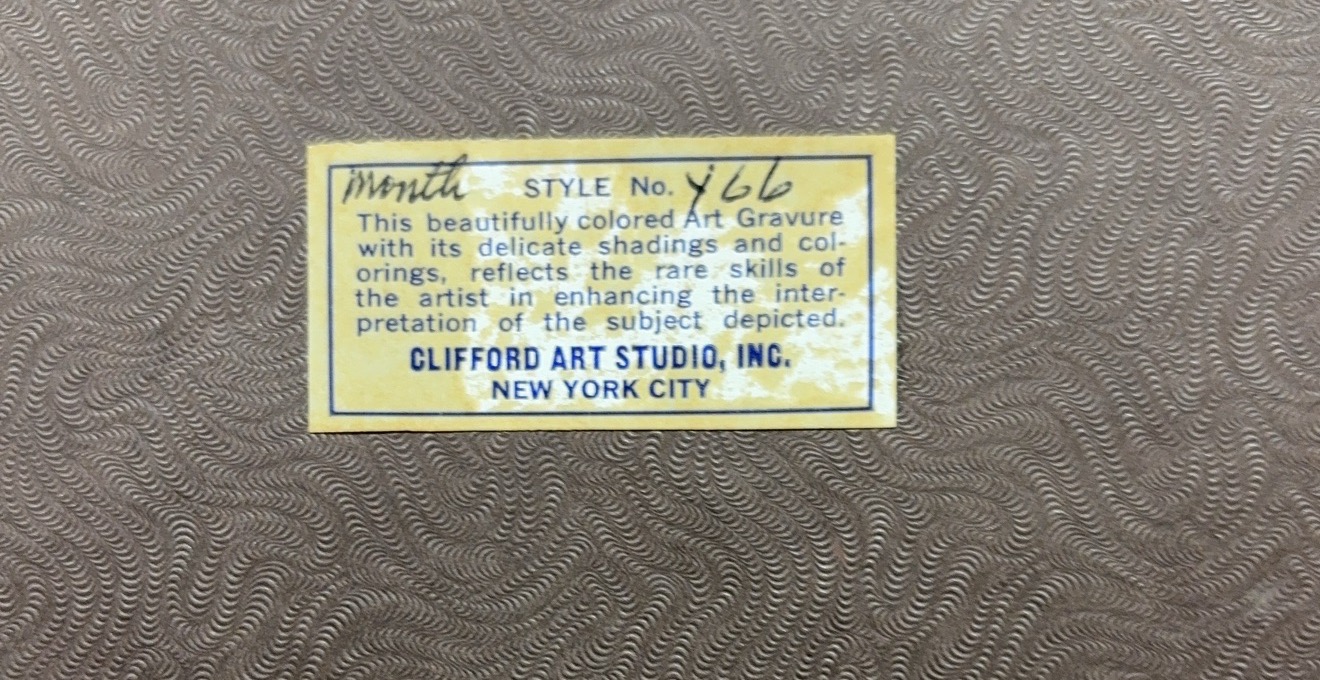 month STYLE No. Y66
This beautifully colored Art Gravure
with its delicate shadings and col-
orings, reflects the rare skills of
the artist in enhancing the inter-
pretation of the subject depicted.
CLIFFORD ART STUDIO, INC.
NEW YORK CITY